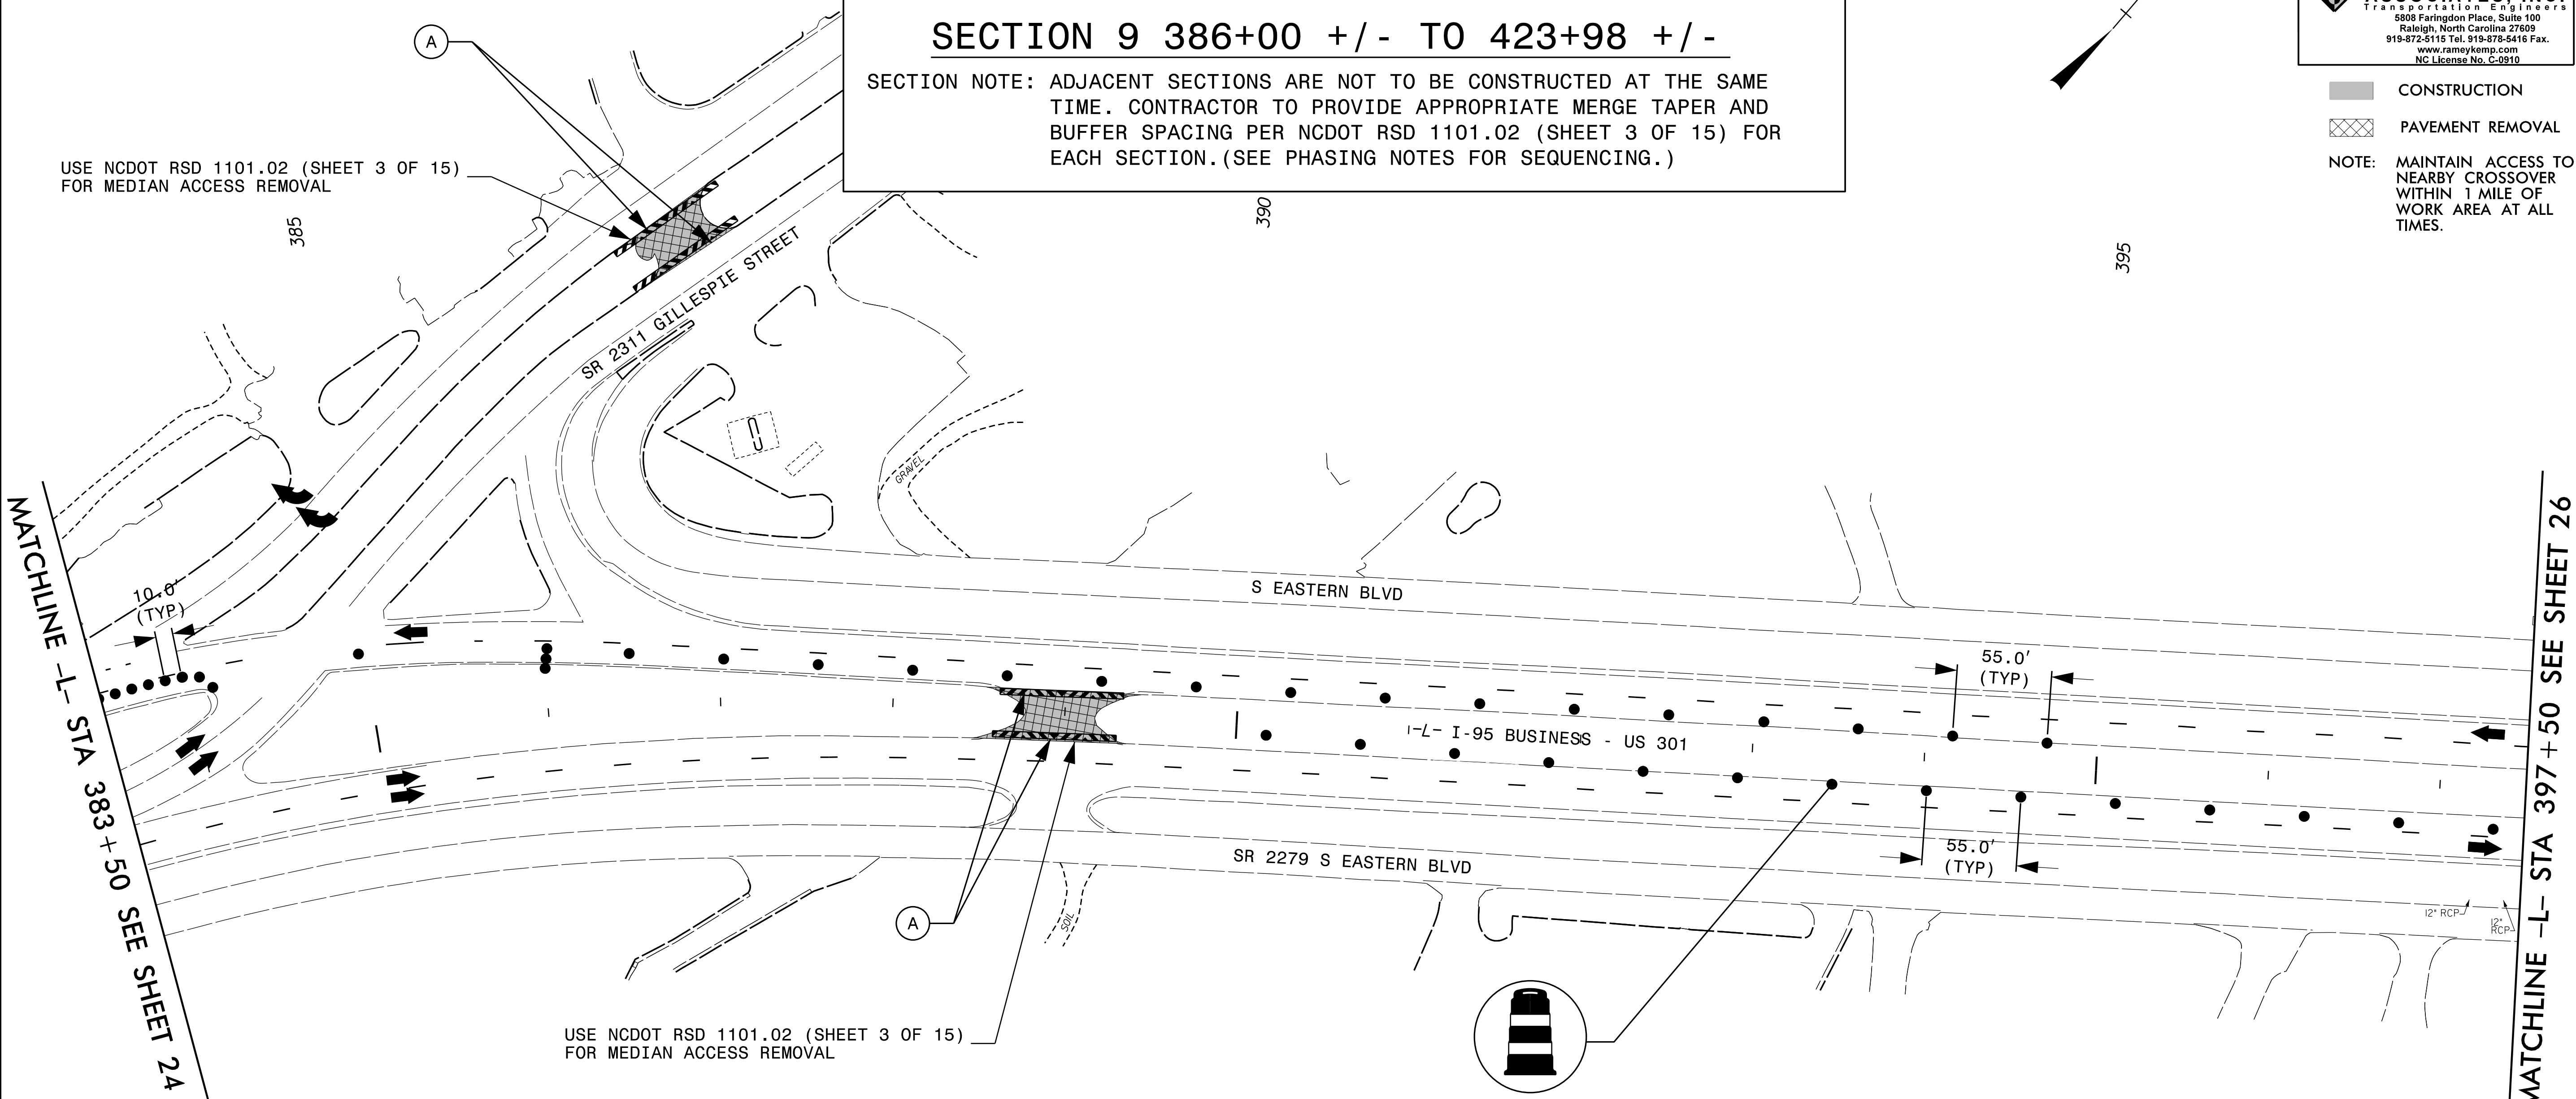 SECTION 9 386+00 +/- TO 423+98 +/-
SECTION NOTE: ADJACENT SECTIONS ARE NOT TO BE CONSTRUCTED AT THE SAME
TIME. CONTRACTOR TO PROVIDE APPROPRIATE MERGE TAPER AND
BUFFER SPACING PER NCDOT RSD 1101.02 (SHEET 3 OF 15) FOR
EACH SECTION.(SEE PHASING NOTES FOR SEQUENCING.)
Transportation Engineers
5808 Faringdon Place, Suite 100
Raleigh, North Carolina 27609
919-872-5115 Tel. 919-878-5416 Fax.
www.rameykemp.com
NC License No. C-0910
CONSTRUCTION
PAVEMENT REMOVAL
NOTE: MAINTAIN ACCESS TO
NEARBY CROSSOVER
WITHIN 1 MILE OF
WORK AREA AT ALL
TIMES.
A
USE NCDOT RSD 1101.02 (SHEET 3 OF 15)
FOR MEDIAN ACCESS REMOVAL
385
390
395
SR 2311 GILLESPIE STREET
GRAVEL
MATCHLINE -L- STA 383+50 SEE SHEET 24
10.0'
(TYP)
S EASTERN BLVD
55.0'
(TYP)
-L- I-95 BUSINESS - US 301
SR 2279 S EASTERN BLVD
55.0'
(TYP)
A
SOIL
12" RCP
12"
RCP
USE NCDOT RSD 1101.02 (SHEET 3 OF 15)
FOR MEDIAN ACCESS REMOVAL
MATCHLINE -L- STA 397+50 SEE SHEET 26